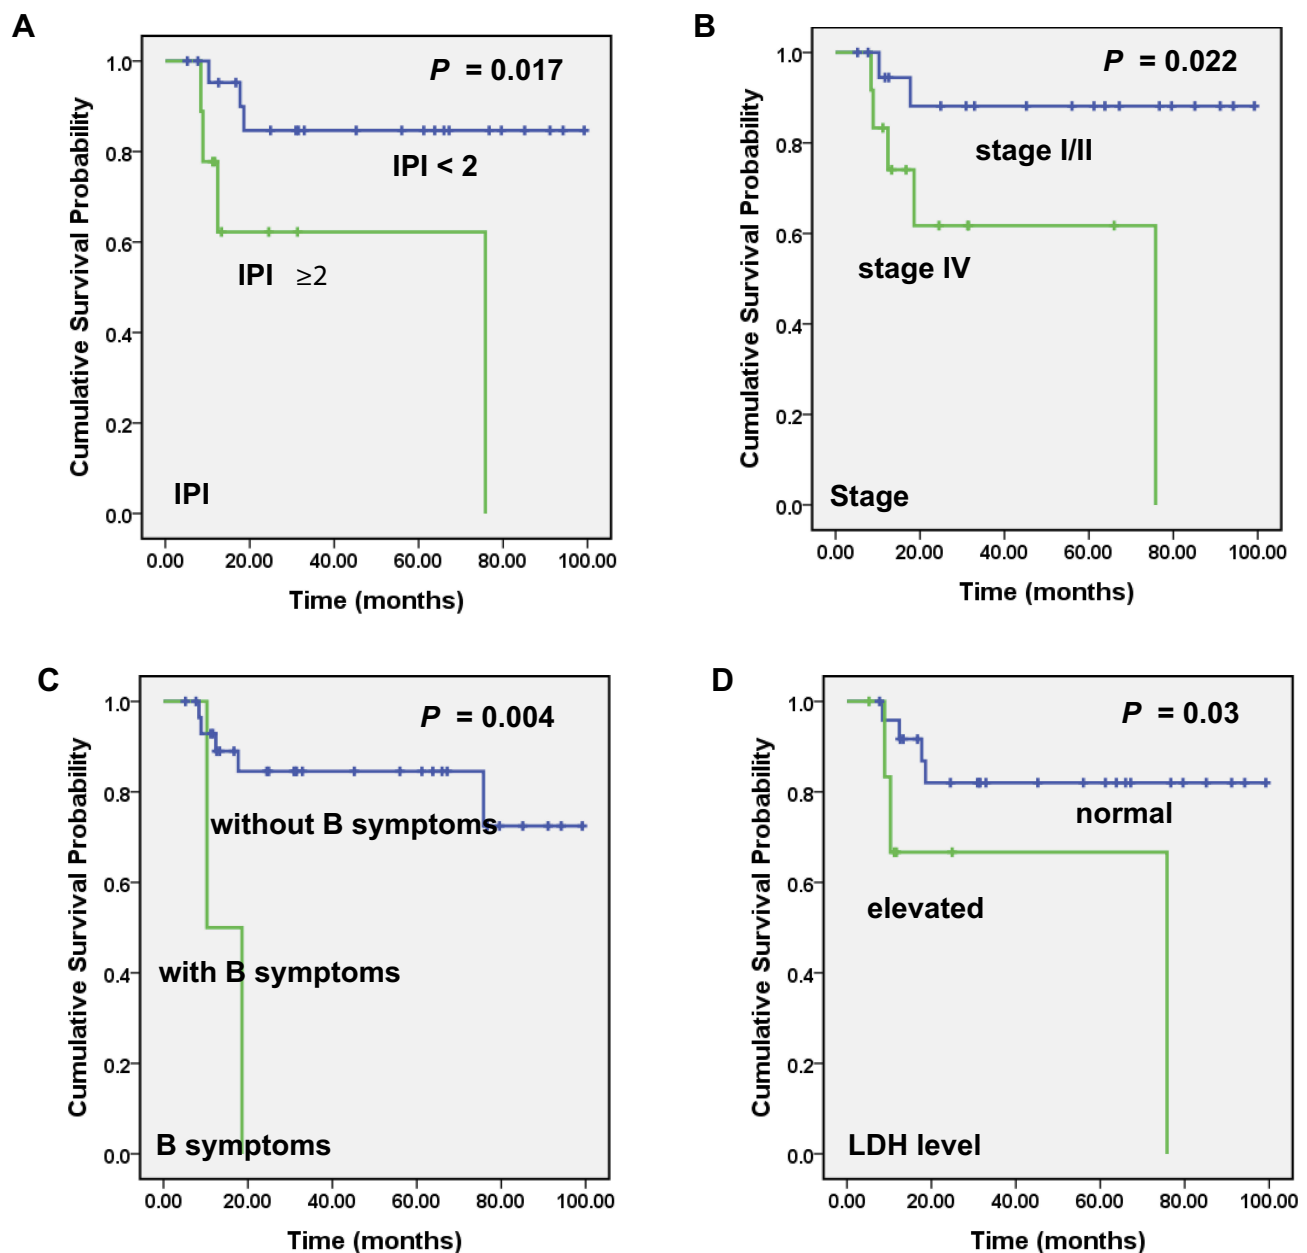 A
P = 0.017
1.0
0.8
0.6
0.4
0.2
0.0
Cumulative Survival Probability
IPI < 2
IPI ≥2
IPI
0.00 20.00 40.00 60.00 80.00 100.00
Time (months)
B
P = 0.022
1.0
0.8
0.6
0.4
0.2
0.0
Cumulative Survival Probability
stage I/II
stage IV
Stage
0.00 20.00 40.00 60.00 80.00 100.00
Time (months)
C
P = 0.004
1.0
0.8
0.6
0.4
0.2
0.0
Cumulative Survival Probability
without B symptoms
with B symptoms
B symptoms
0.00 20.00 40.00 60.00 80.00 100.00
Time (months)
D
P = 0.03
1.0
0.8
0.6
0.4
0.2
0.0
Cumulative Survival Probability
normal
elevated
LDH level
0.00 20.00 40.00 60.00 80.00 100.00
Time (months)